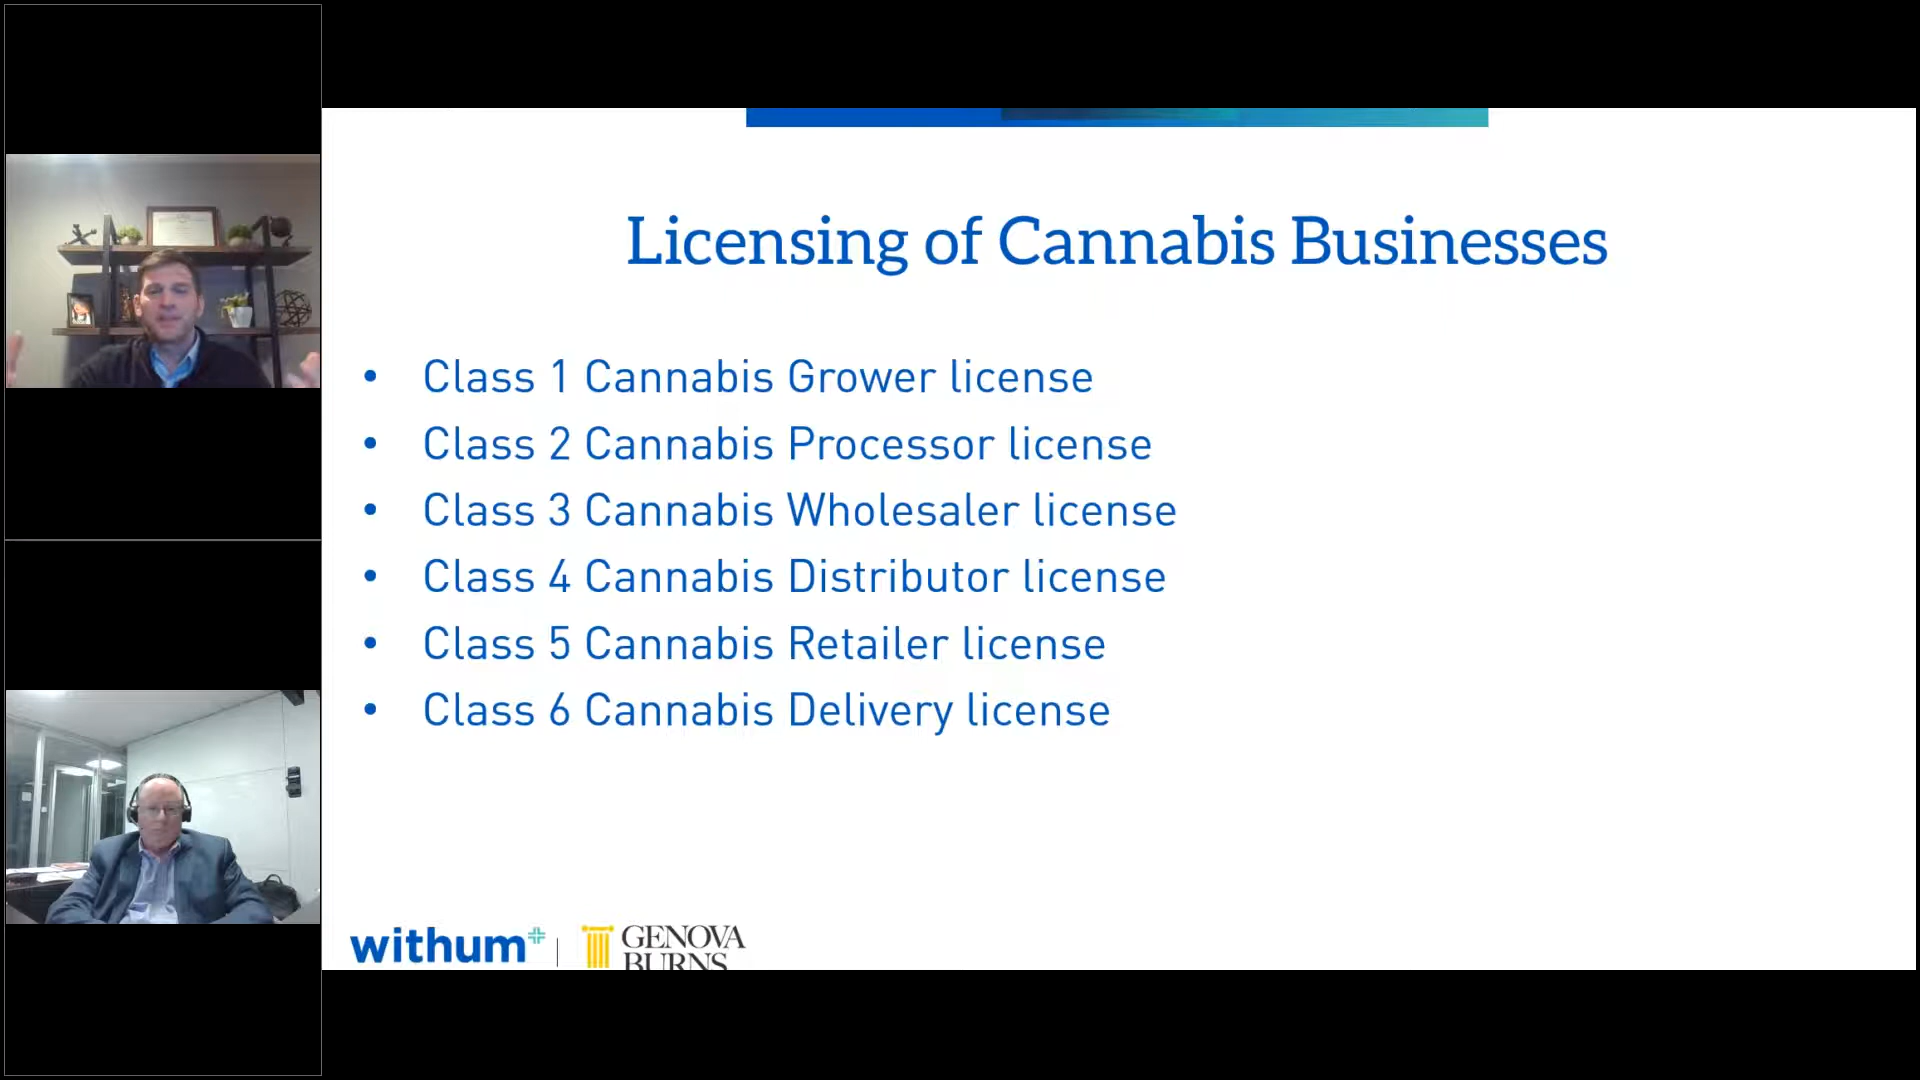 Licensing of Cannabis Businesses
• Class 1 Cannabis Grower license
• Class 2 Cannabis Processor license
• Class 3 Cannabis Wholesaler license
• Class 4 Cannabis Distributor license
• Class 5 Cannabis Retailer license
• Class 6 Cannabis Delivery license
withum+
GENOVA
BURNS